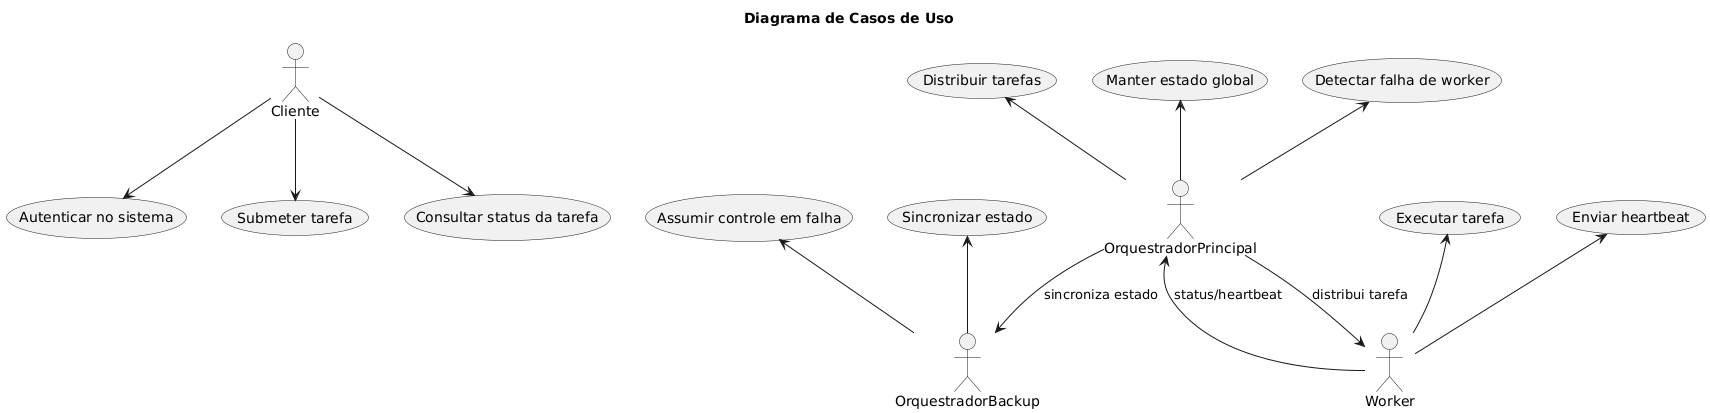 Diagrama de Casos de Uso
Cliente
Distribuir tarefas
Manter estado global
Detectar falha de worker
Autenticar no sistema
Submeter tarefa
Consultar status da tarefa
Assumir controle em falha
Sincronizar estado
OrquestradorPrincipal
Executar tarefa
Enviar heartbeat
sincroniza estado
status/heartbeat
distribui tarefa
OrquestradorBackup
Worker